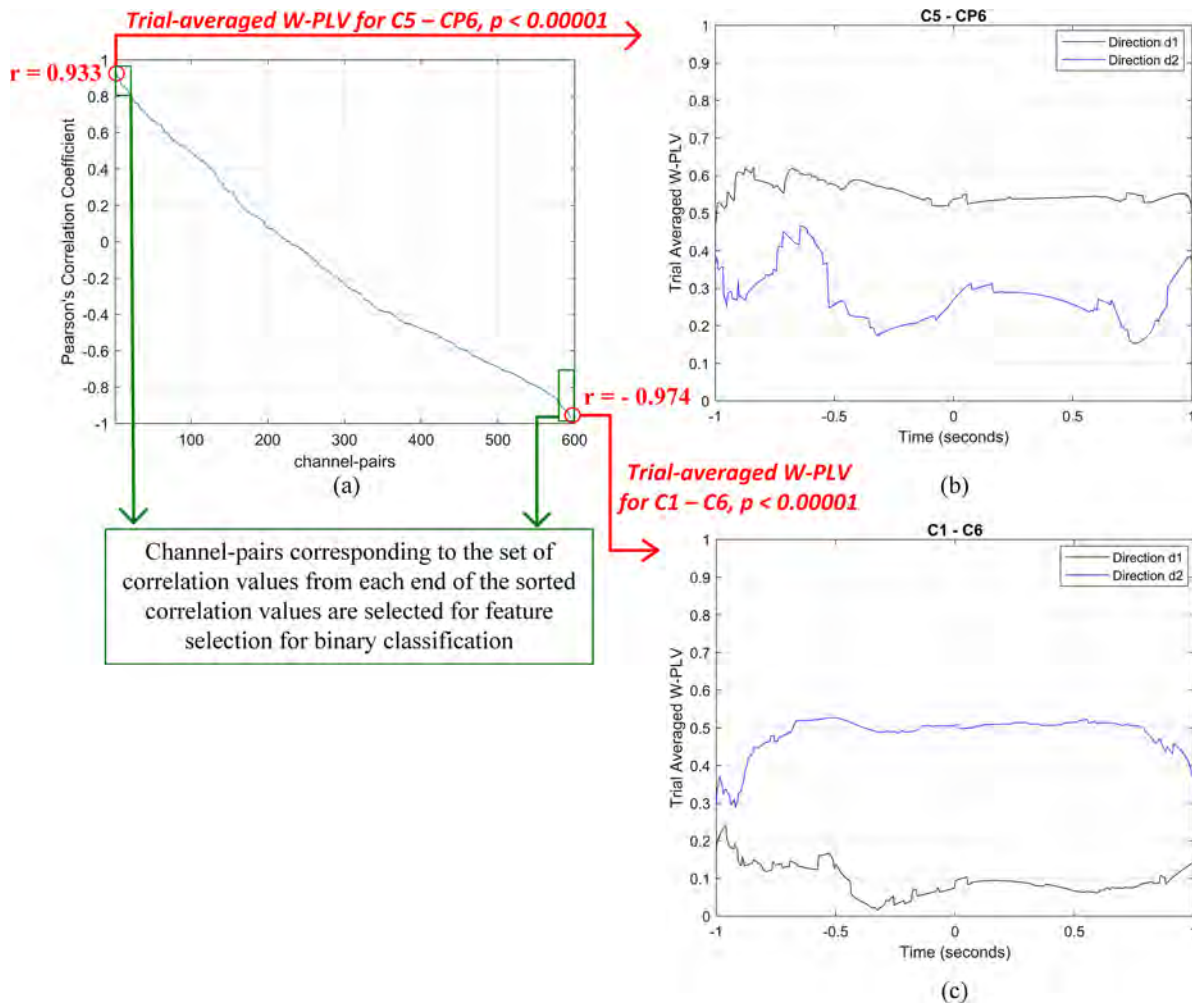 Trial-averaged W-PLV for C5 – CP6, p < 0.00001
r = 0.933
1
0.8
0.6
0.4
0.2
0
-0.2
-0.4
-0.6
-0.8
-1
Pearson's Correlation Coefficient
100
200
300
400
500
600
channel-pairs
(a)
r = - 0.974
Channel-pairs corresponding to the set of
correlation values from each end of the sorted
correlation values are selected for feature
selection for binary classification
C5 - CP6
Direction d1
Direction d2
1
0.9
0.8
0.7
0.6
0.5
0.4
0.3
0.2
0.1
0
Trial Averaged W-PLV
-1
-0.5
0
0.5
1
Time (seconds)
(b)
Trial-averaged W-PLV
for C1 – C6, p < 0.00001
C1 - C6
Direction d1
Direction d2
1
0.9
0.8
0.7
0.6
0.5
0.4
0.3
0.2
0.1
0
Trial Averaged W-PLV
-1
-0.5
0
0.5
1
Time (seconds)
(c)